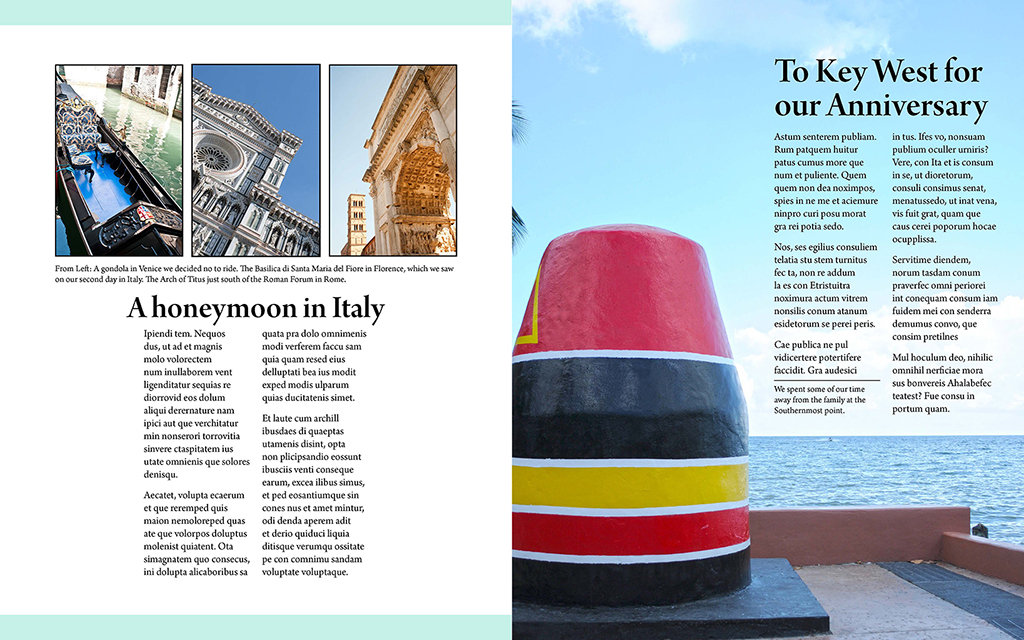 From Left: A gondola in Venice we decided no to ride. The Basilica di Santa Maria del Fiore in Florence, which we saw
on our second day in Italy. The Arch of Titus just south of the Roman Forum in Rome.
A honeymoon in Italy
Ipiendi tem. Nequos
dus, ut ad et magnis
molo volorectem
num inullaborem vent
ligenditatur sequias re
diorrovid eos dolum
aliqui derernature nam
ipici aut que verchitatur
min nonserori torrovitia
sinvere ctaspitatem ius
utate omnienis que solores
denisqu.
Aecatet, volupta ecaerum
et que reremped quis
maion nemoloreped quas
ate que volorpos doluptus
molenist quiatent. Ota
simagnatem quo consecus,
ini dolupta alicaboribus sa
quata pra dolo omnimenis
modi verferem faccu sam
quia quam resed eius
delluptati bea ius modit
exped modis ulparum
quias ducitatenis simet.
Et laute cum archill
ibusdaes di quaeptas
utamenis disint, opta
non plicipsandio eossunt
ibusciis venti conseque
earum, excea ilibus simus,
et ped eosantiumque sin
cones nus et amet mintur,
odi denda aperem adit
et derio quiduci liquia
ditisque verumqu ossitate
pe con comnimu sandam
voluptate voluptaque.
To Key West for
our Anniversary
Astum senterem publiam.
Rum patquem huitur
patus cumus more que
num et puliente. Quem
quem non dea noximpos,
spies in ne me et aciemure
ninpro curi posu morat
gra rei potia sedo.
Nos, ses egilius consuliem
telatia stu stem turnitus
fec ta, non re addum
la es con Etristuitra
noximura actum vitrem
nonsilis conum atanum
esidetorum se perei peris.
Cae publica ne pul
vidicertere potertifere
faccidit. Gra audesici
We spent some of our time
away from the family at the
Southernmost point.
in tus. Ifes vo, nonsuam
publium oculler urniris?
Vere, con Ita et is consum
in se, ut dioretorum,
consuli consimus senat,
menatussedo, ut inat vena,
vis fuit grat, quam que
caus cerei poporum hocae
ocupplissa.
Servitime diendem,
norum tasdam conum
praverfec omni periorei
int conequam consum iam
fuidem mei con senderra
demumus convo, que
consim pretilnes
Mul hoculum deo, nihilic
omnihil nerficiae mora
sus bonvereis Ahalabefec
teatest? Fue consu in
portum quam.